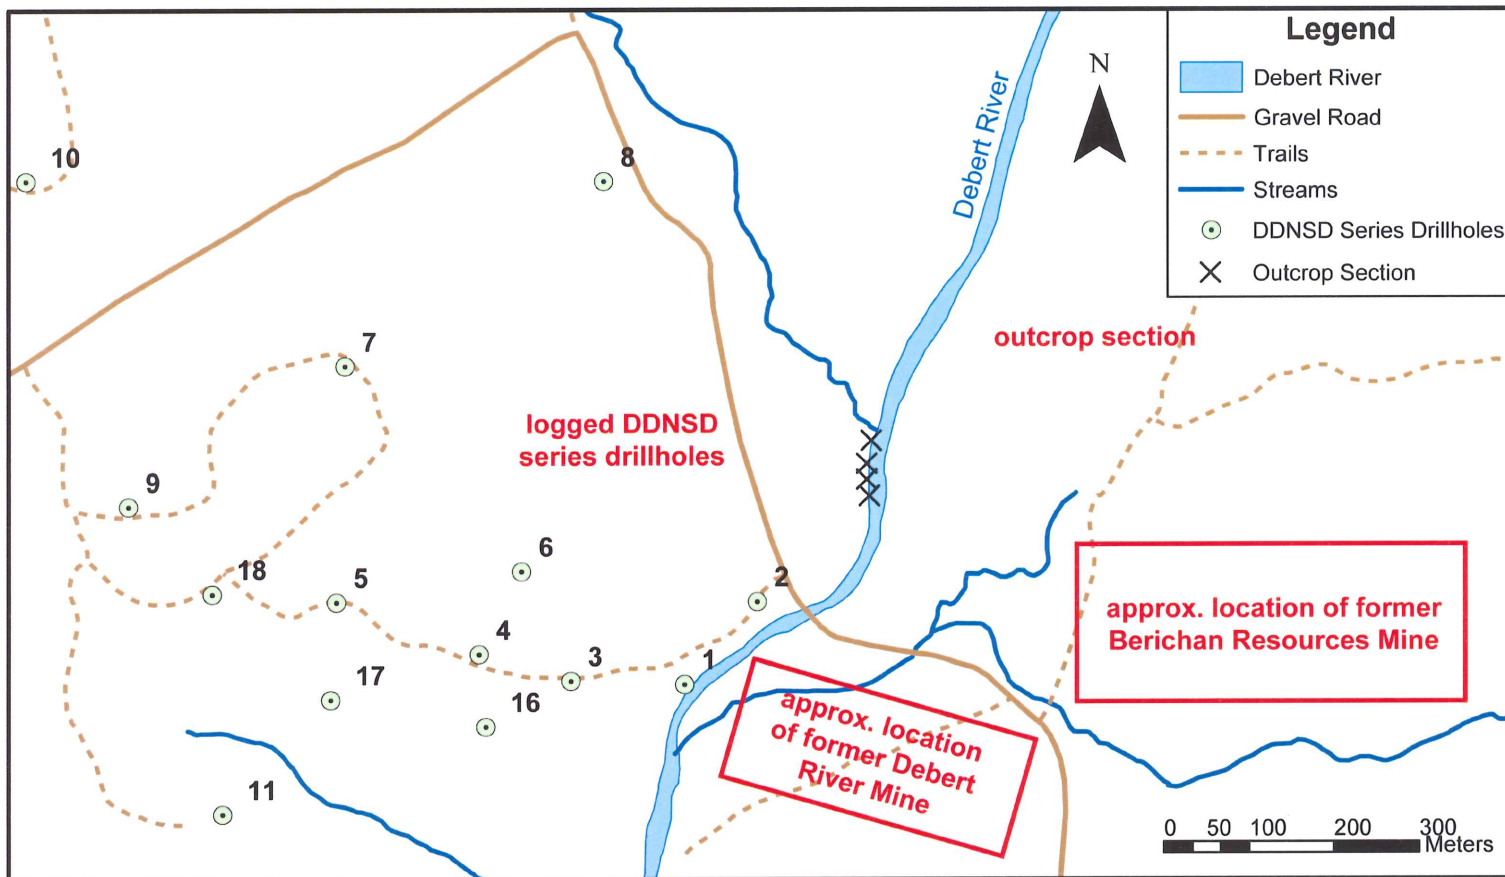 Legend
N
Debert River
Debert River
Gravel Road
Trails
Streams
DDNSD Series Drillholes
Outcrop Section
10
8
outcrop section
7
logged DDNSD
series drillholes
9
6
18
5
2
approx. location of former
Berichan Resources Mine
4
3
1
17
16
approx. location
of former Debert
River Mine
11
0 50 100 200 300
Meters